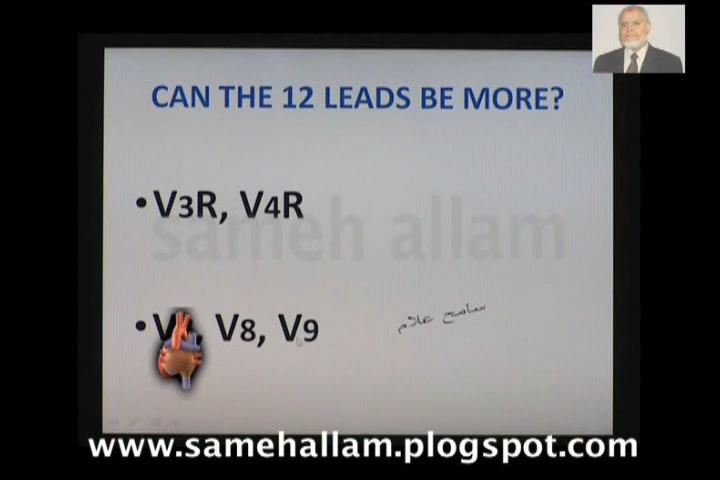 CAN THE 12 LEADS BE MORE?
•V3R, V4R
sameh allam
• V8, V9
سامح علام
www.samehallam.plogspot.com